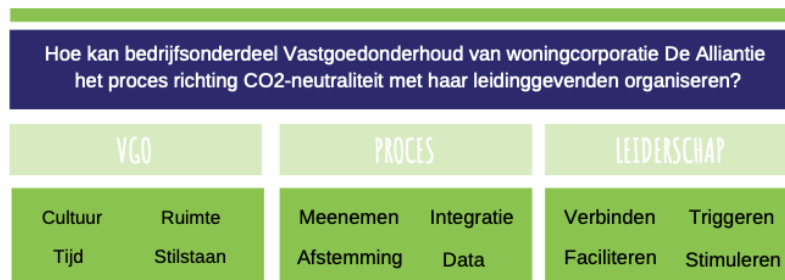 Hoe kan bedrijfsonderdeel Vastgoedonderhoud van woningcorporatie De Alliantie
het proces richting CO2-neutraliteit met haar leidinggevenden organiseren?
VGO
Cultuur Ruimte
Tijd Stilstaan
PROCES
Meenemen Integratie
Afstemming Data
LEIDERSCHAP
Verbinden Triggeren
Faciliteren Stimuleren